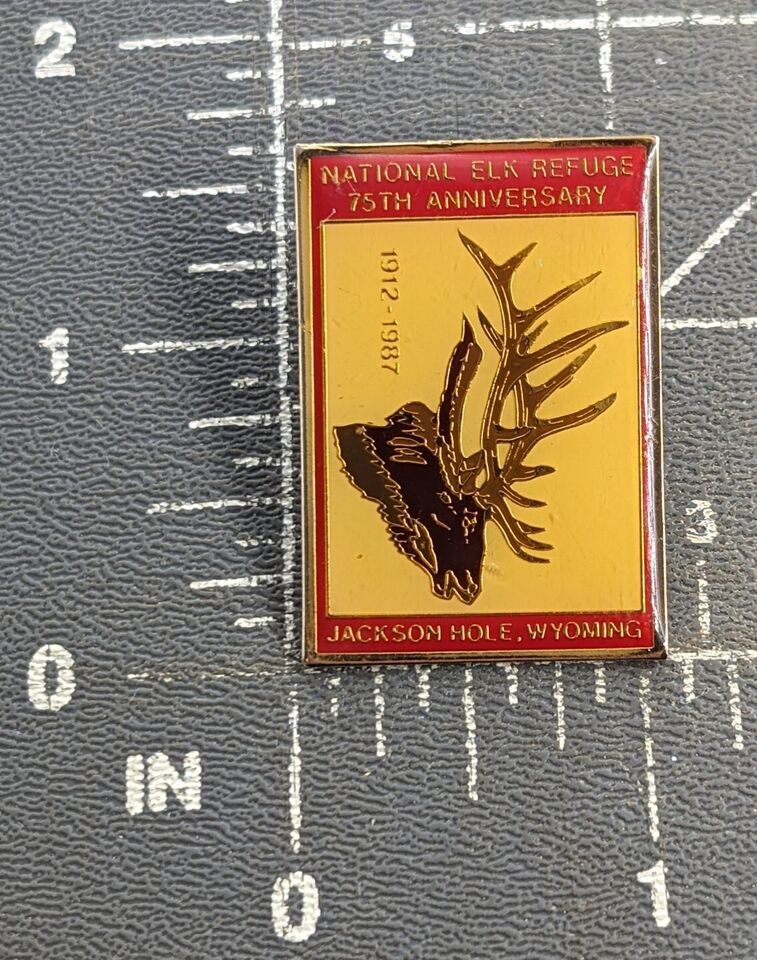 2
5
NATIONAL ELK REFUGE
75TH ANNIVERSARY
1912-1987
1
JACKSON HOLE, WYOMING
0
IN
0
1